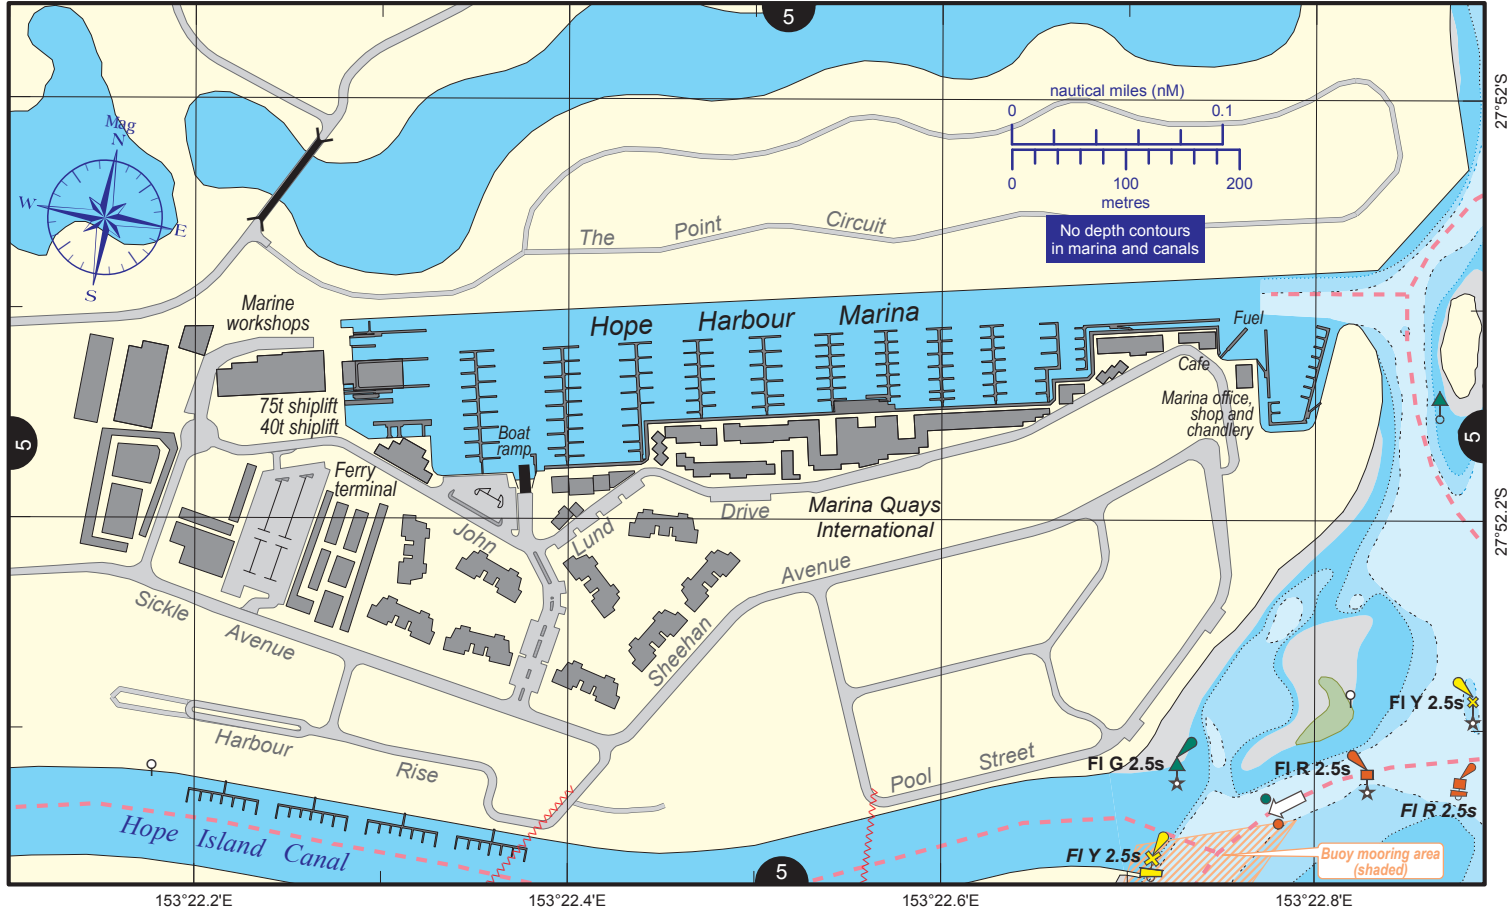 5
27°52'S
nautical miles (nM)
0 0.1
0 100 200
metres
No depth contours
in marina and canals
Mag
N
W
E
S
The Point Circuit
Marine
workshops
Hope Harbour Marina
Fuel
Cafe
75t shiplift
40t shiplift
Marina office,
shop and
chandlery
Boat
ramp
5
5
Ferry
terminal
Marina Quays
International
John
Lund
Drive
27°52.2'S
Avenue
Sickle
Avenue
Sheehan
Harbour
Rise
Pool
Street
Fl Y 2.5s
Fl G 2.5s
Fl R 2.5s
Fl R 2.5s
Hope Island Canal
Fl Y 2.5s
Buoy mooring area
(shaded)
5
153°22.2'E
153°22.4'E
153°22.6'E
153°22.8'E